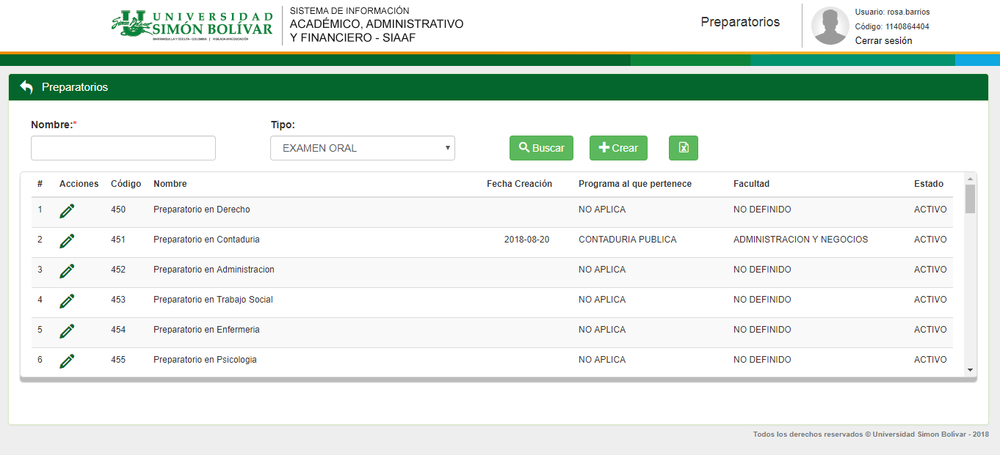 UNIVERSIDAD
SIMÓN BOLÍVAR
BARRANQUILLA Y CÚCUTA - COLOMBIA | VIGILADA MINEDUCACIÓN
SISTEMA DE INFORMACIÓN
ACADÉMICO, ADMINISTRATIVO
Y FINANCIERO - SIAAF
Preparatorios
Usuario: rosa.barrios
Código: 1140864404
Cerrar sesión
Preparatorios
Nombre:* Tipo:
EXAMEN ORAL Buscar Crear
# Acciones Código Nombre Fecha Creación Programa al que pertenece Facultad Estado
1 450 Preparatorio en Derecho NO APLICA NO DEFINIDO ACTIVO
2 451 Preparatorio en Contaduria 2018-08-20 CONTADURIA PUBLICA ADMINISTRACION Y NEGOCIOS ACTIVO
3 452 Preparatorio en Administracion NO APLICA NO DEFINIDO ACTIVO
4 453 Preparatorio en Trabajo Social NO APLICA NO DEFINIDO ACTIVO
5 454 Preparatorio en Enfermeria NO APLICA NO DEFINIDO ACTIVO
6 455 Preparatorio en Psicologia NO APLICA NO DEFINIDO ACTIVO
Todos los derechos reservados © Universidad Simon Bolivar - 2018